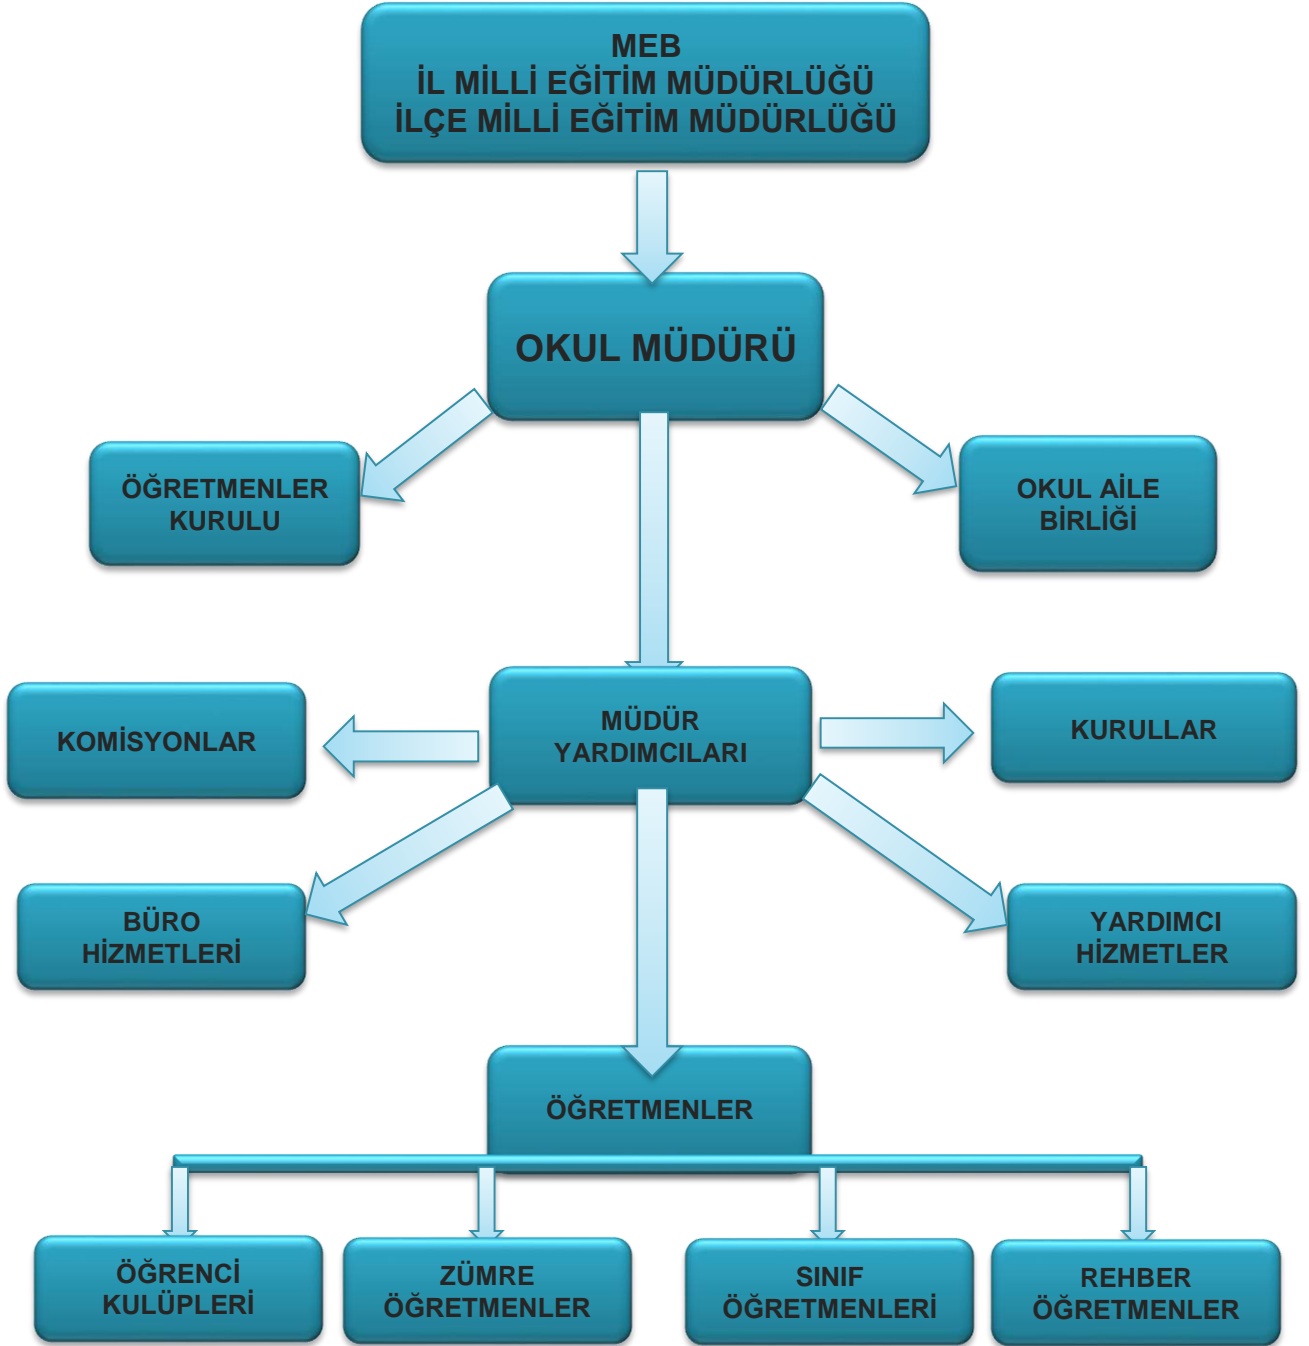 MEB
İL MİLLİ EĞİTİM MÜDÜRLÜĞÜ
İLÇE MİLLİ EĞİTİM MÜDÜRLÜĞÜ
OKUL MÜDÜRÜ
ÖĞRETMENLER
KURULU
OKUL AİLE
BİRLİĞİ
KOMİSYONLAR
MÜDÜR
YARDIMCILARI
KURULLAR
BÜRO
HİZMETLERİ
YARDIMCI
HİZMETLER
ÖĞRETMENLER
ÖĞRENCİ
KULÜPLERİ
ZÜMRE
ÖĞRETMENLER
SINIF
ÖĞRETMENLERİ
REHBER
ÖĞRETMENLER